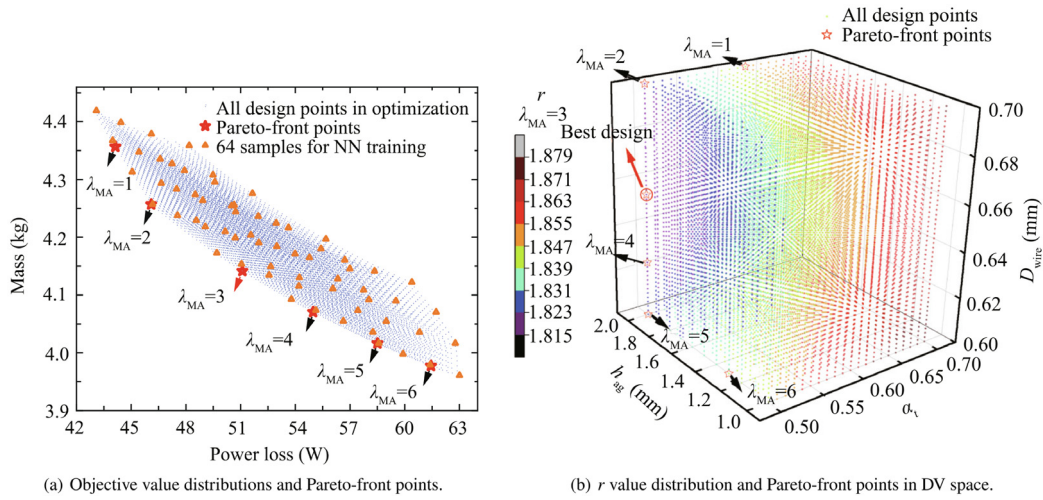 All design points in optimization
Pareto-front points
64 samples for NN training
4.4
4.3
4.2
4.1
4.0
3.9
Mass (kg)
λMA=1
λMA=2
λMA=3
λMA=4
λMA=5
λMA=6
42 45 48 51 54 57 60 63
Power loss (W)
(a) Objective value distributions and Pareto-front points.
All design points
Pareto-front points
λMA=1
λMA=2
r
λMA=3
Best design
1.879
1.871
1.863
1.855
1.847
1.839
1.831
1.823
1.815
λMA=4
λMA=5
λMA=6
0.70
0.68
0.66
0.64
0.62
0.60
Dwire (mm)
2.0 1.8 1.6 1.4 1.2 1.0
hag (mm)
0.50 0.55 0.60 0.65 0.70
(b) r value distribution and Pareto-front points in DV space.